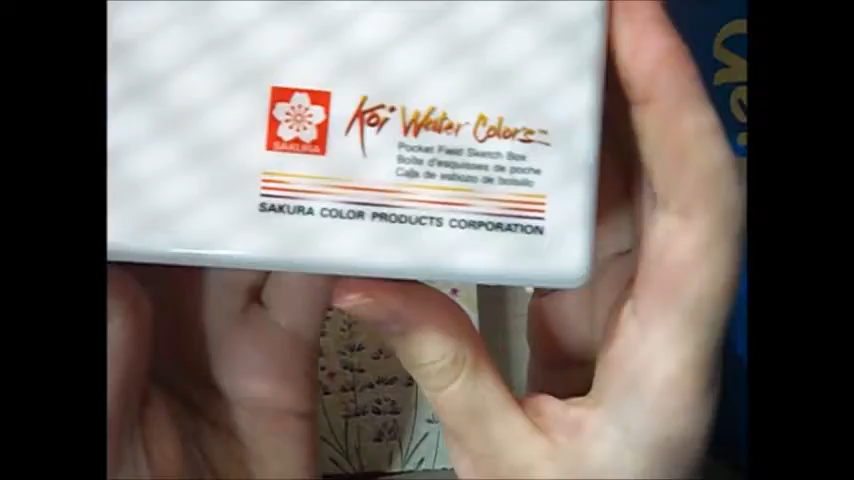 SAKURA
Koi Water Colors™
Pocket Field Sketch Box
Boîte d'esquisses de poche
Caja de esbozo de bolsillo
SAKURA COLOR PRODUCTS CORPORATION